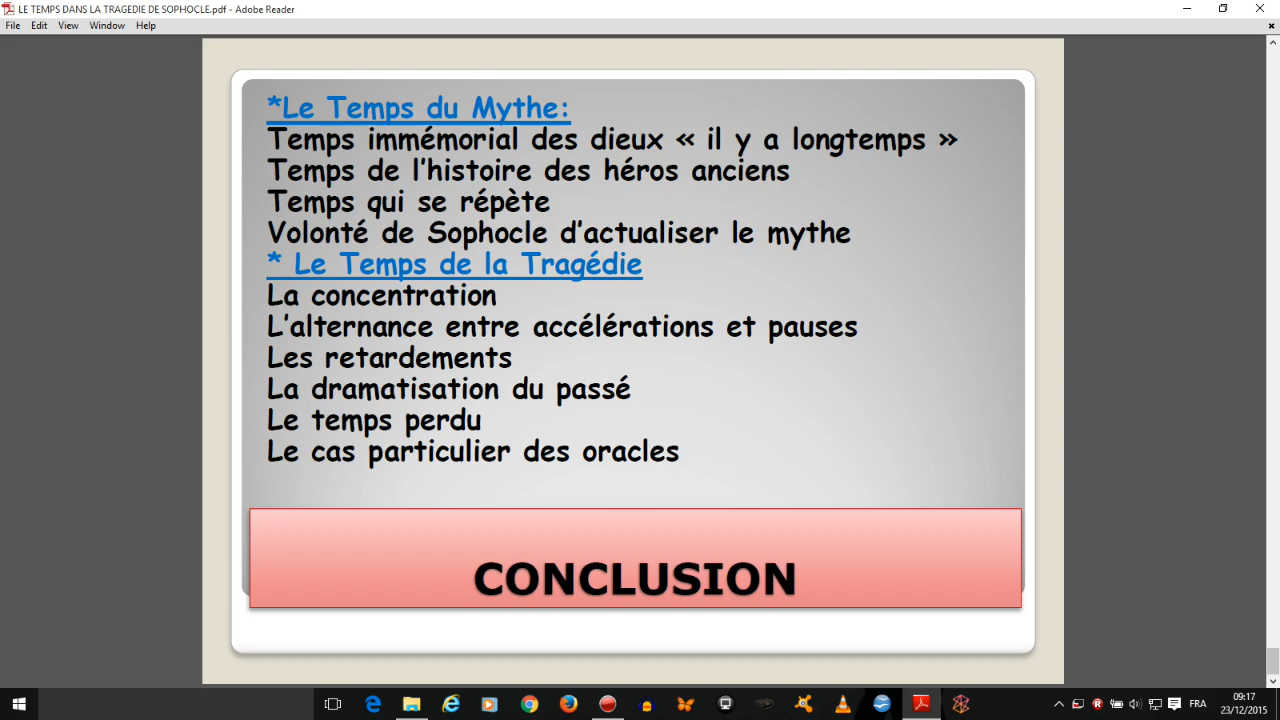 LE TEMPS DANS LA TRAGEDIE DE SOPHOCLE.pdf - Adobe Reader
File Edit View Window Help
*Le Temps du Mythe:
Temps immémorial des dieux « il y a longtemps »
Temps de l’histoire des héros anciens
Temps qui se répète
Volonté de Sophocle d’actualiser le mythe
* Le Temps de la Tragédie
La concentration
L’alternance entre accélérations et pauses
Les retardements
La dramatisation du passé
Le temps perdu
Le cas particulier des oracles
CONCLUSION
FRA
09:17
23/12/2015